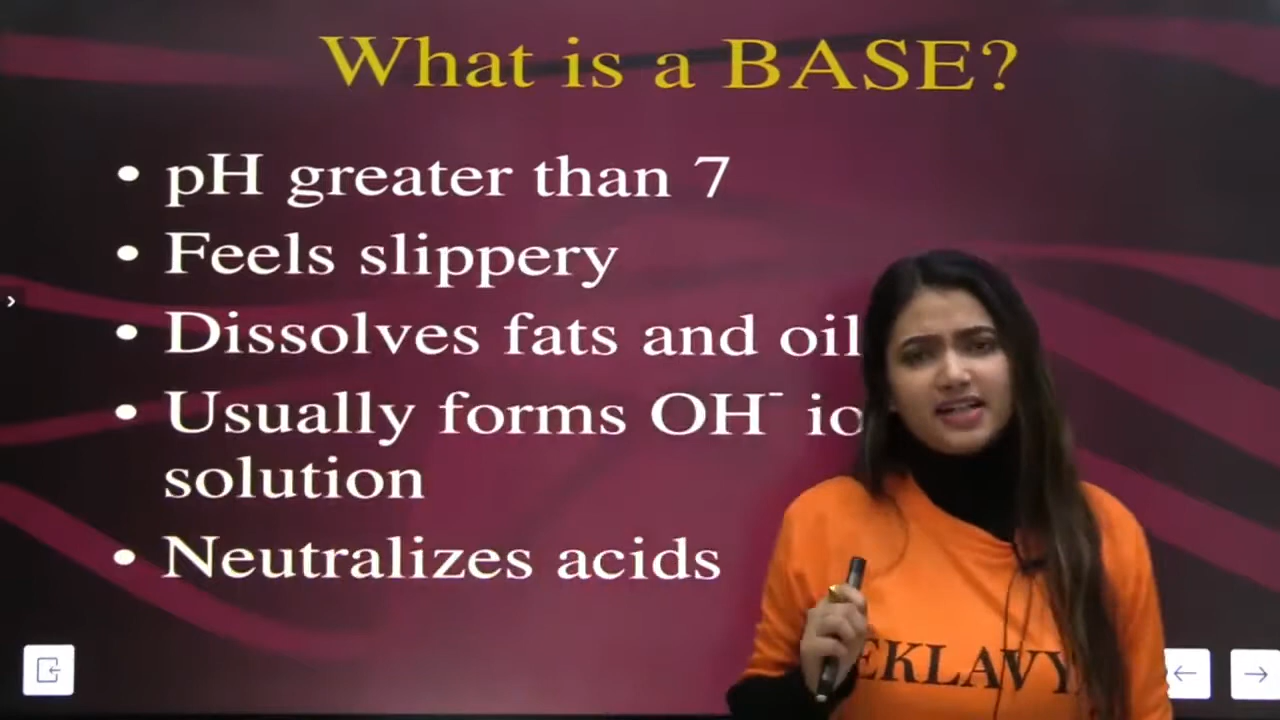 What is a BASE?
• pH greater than 7
• Feels slippery
• Dissolves fats and oil
• Usually forms OH⁻ io
solution
• Neutralizes acids
EKLAVY